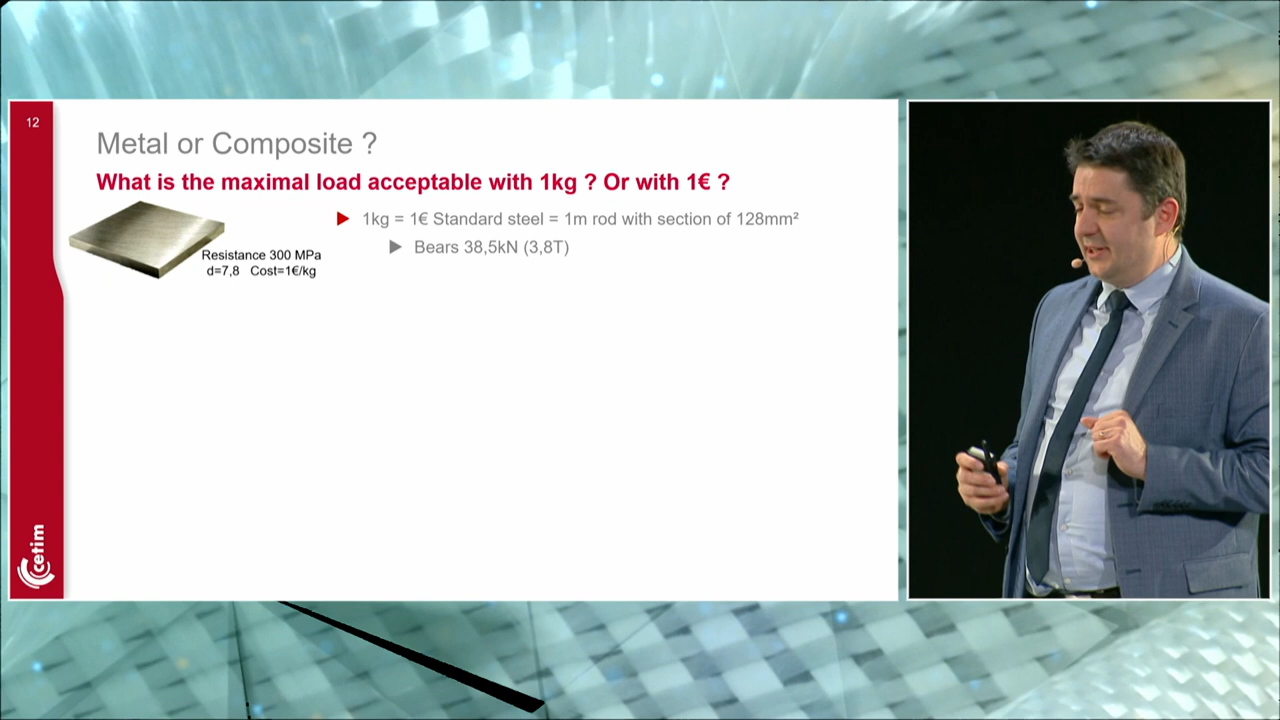 12
Metal or Composite ?
What is the maximal load acceptable with 1kg ? Or with 1€ ?
1kg = 1€ Standard steel = 1m rod with section of 128mm²
Bears 38,5kN (3,8T)
Resistance 300 MPa
d=7,8 Cost=1€/kg
cetim